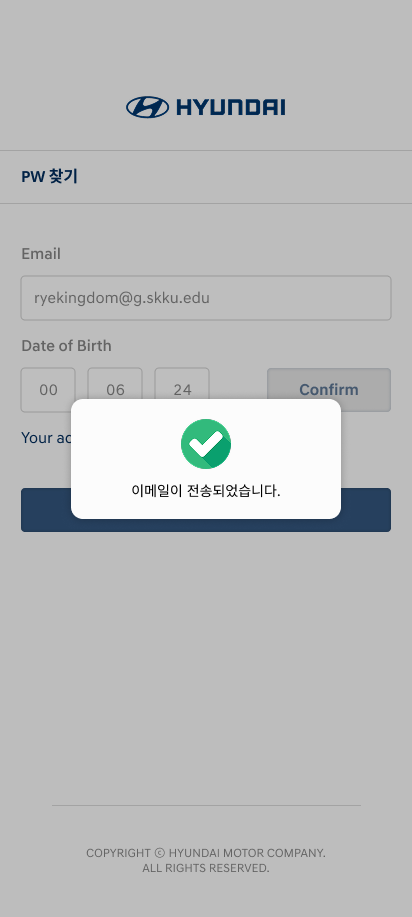 HYUNDAI
PW 찾기
Email
ryekingdom@g.skku.edu
Date of Birth
00 06 24 Confirm
Your
이메일이 전송되었습니다.
COPYRIGHT ⓒ HYUNDAI MOTOR COMPANY.
ALL RIGHTS RESERVED.